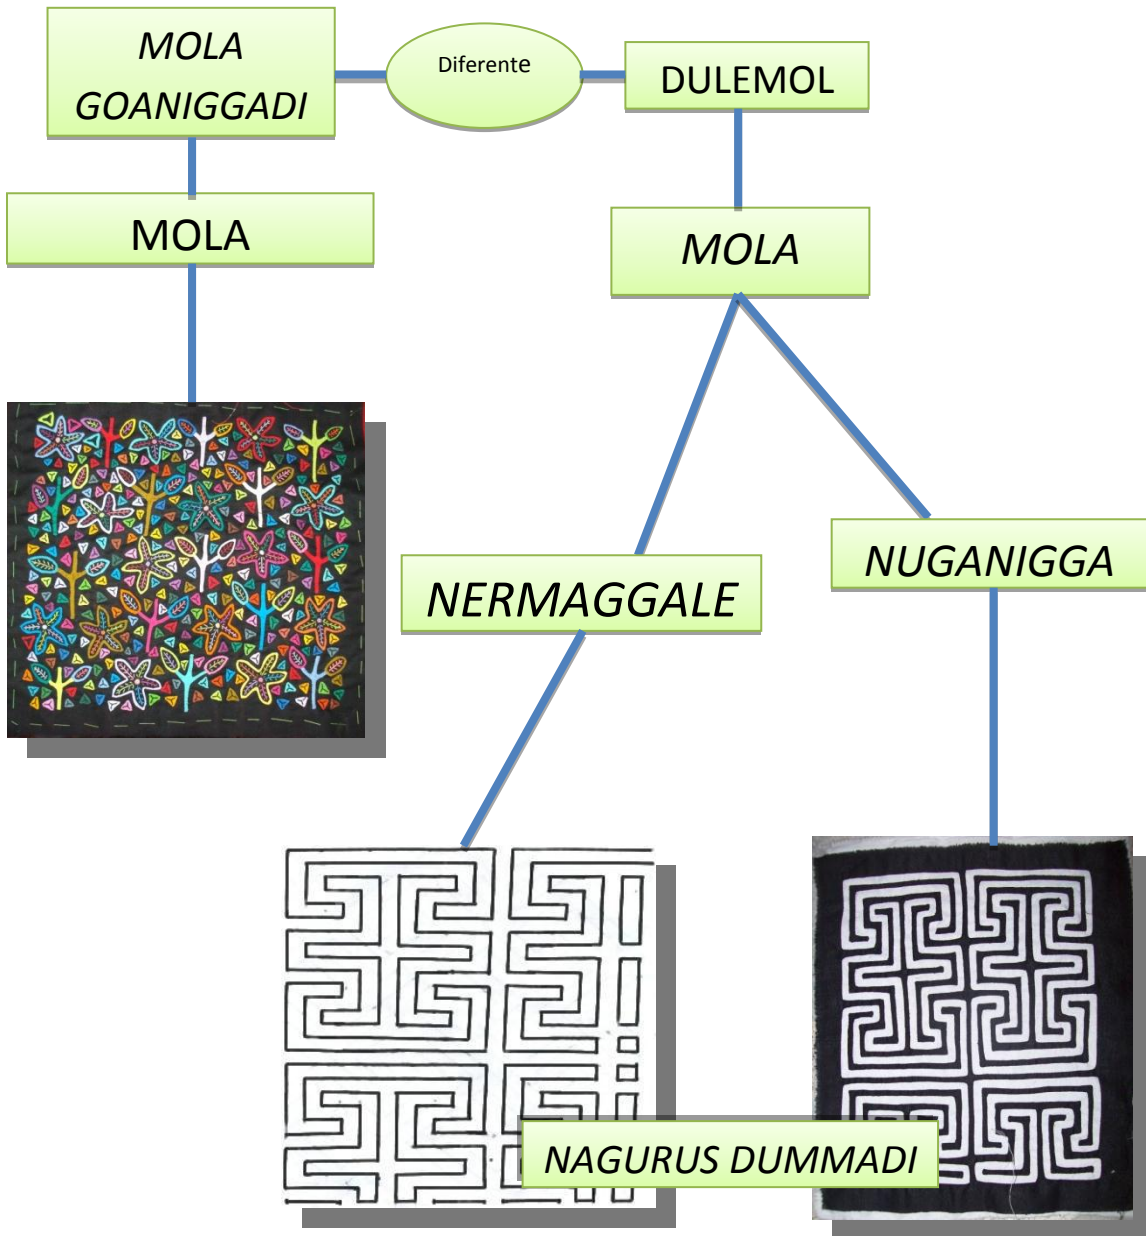 MOLA
GOANIGGADI
Diferente
DULEMOL
MOLA
MOLA
NERMAGGALE
NUGANIGGA
NAGURUS DUMMADI